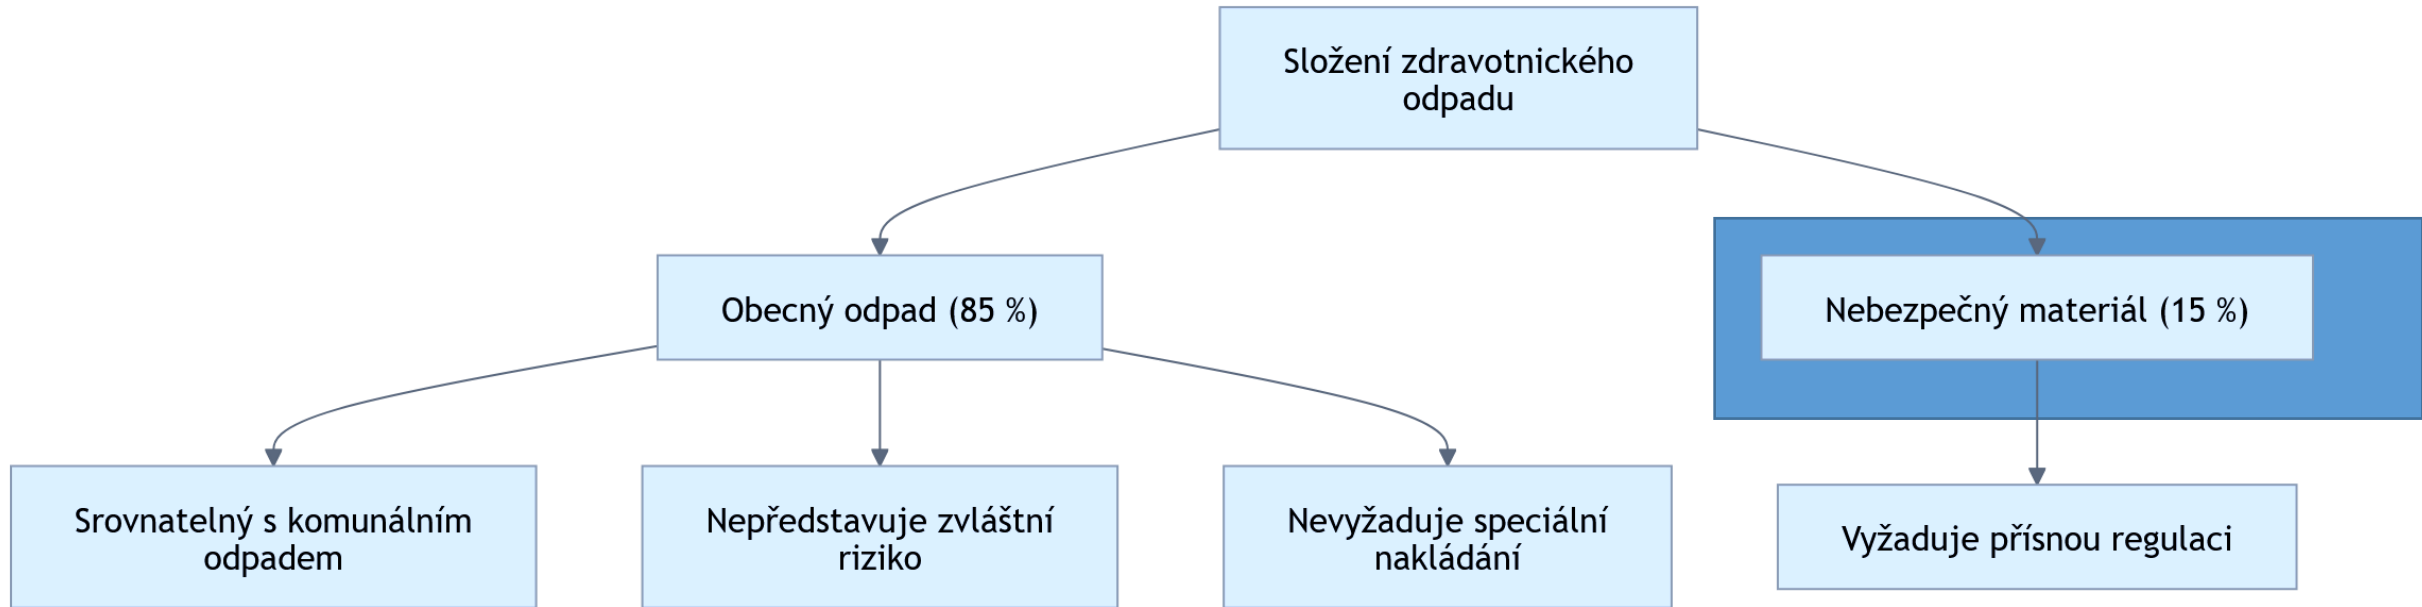 Složení zdravotnického
odpadu
Obecný odpad (85 %)
Nebezpečný materiál (15 %)
Srovnatelný s komunálním
odpadem
Nepředstavuje zvláštní
riziko
Nevyžaduje speciální
nakládání
Vyžaduje přísnou regulaci